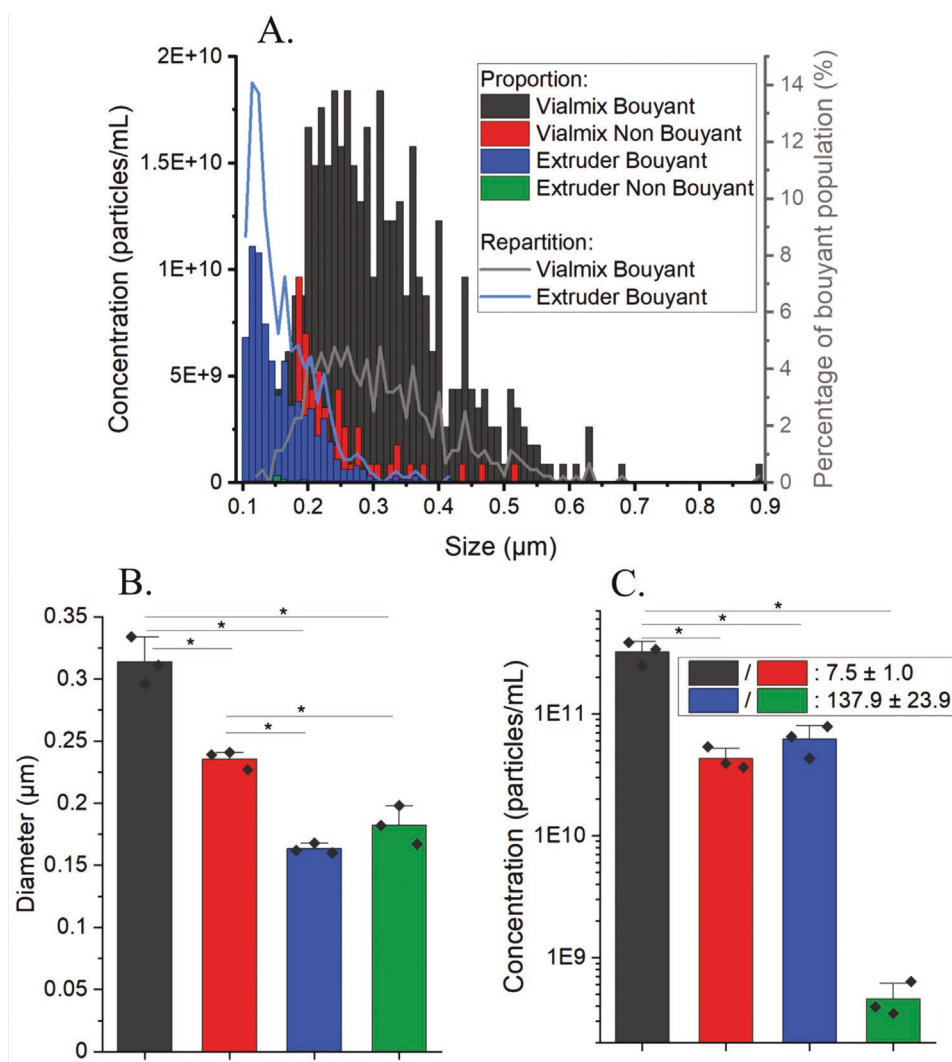 A.
2E+10
1.5E+10
1E+10
5E+9
0
Concentration (particles/mL)
0.1 0.2 0.3 0.4 0.5 0.6 0.7 0.8 0.9
Size (µm)
14
12
10
8
6
4
2
0
Percentage of bouyant population (%)
Proportion:
Vialmix Bouyant
Vialmix Non Bouyant
Extruder Bouyant
Extruder Non Bouyant
Repartition:
Vialmix Bouyant
Extruder Bouyant
B.
0.35
0.3
0.25
0.2
0.15
0.1
0.05
0
Diameter (µm)
*
*
*
*
*
C.
1E11
1E10
1E9
Concentration (particles/mL)
*
*
*
/ : 7.5 ± 1.0
/ : 137.9 ± 23.9